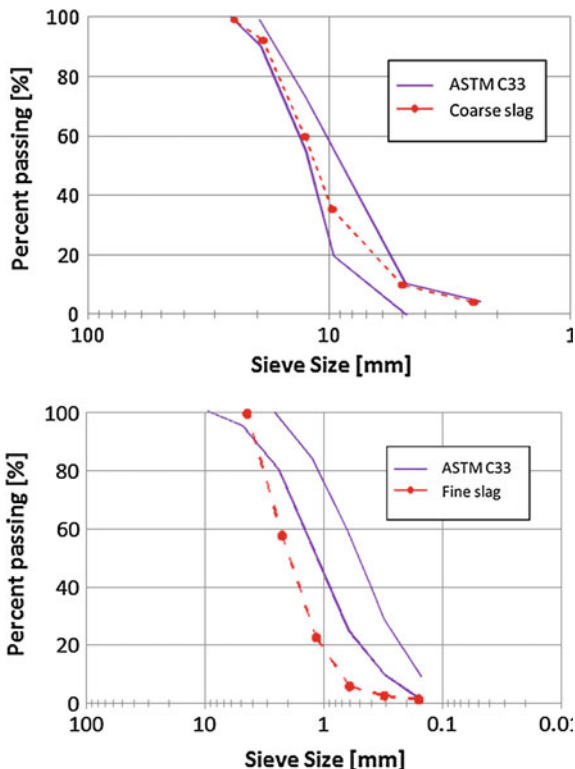 Percent passing [%]
100
80
60
40
20
0
ASTM C33
Coarse slag
100 10 1
Sieve Size [mm]
Percent passing [%]
100
80
60
40
20
0
ASTM C33
Fine slag
100 10 1 0.1 0.01
Sieve Size [mm]